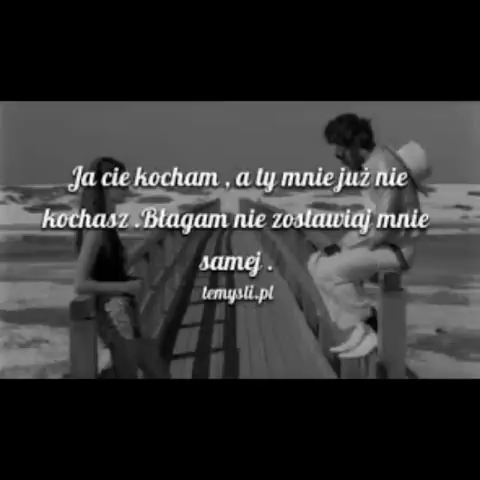 Ja cie kocham , a ty mnie już nie
kochasz .Błagam nie zostawiaj mnie
samej .
temysli.pl